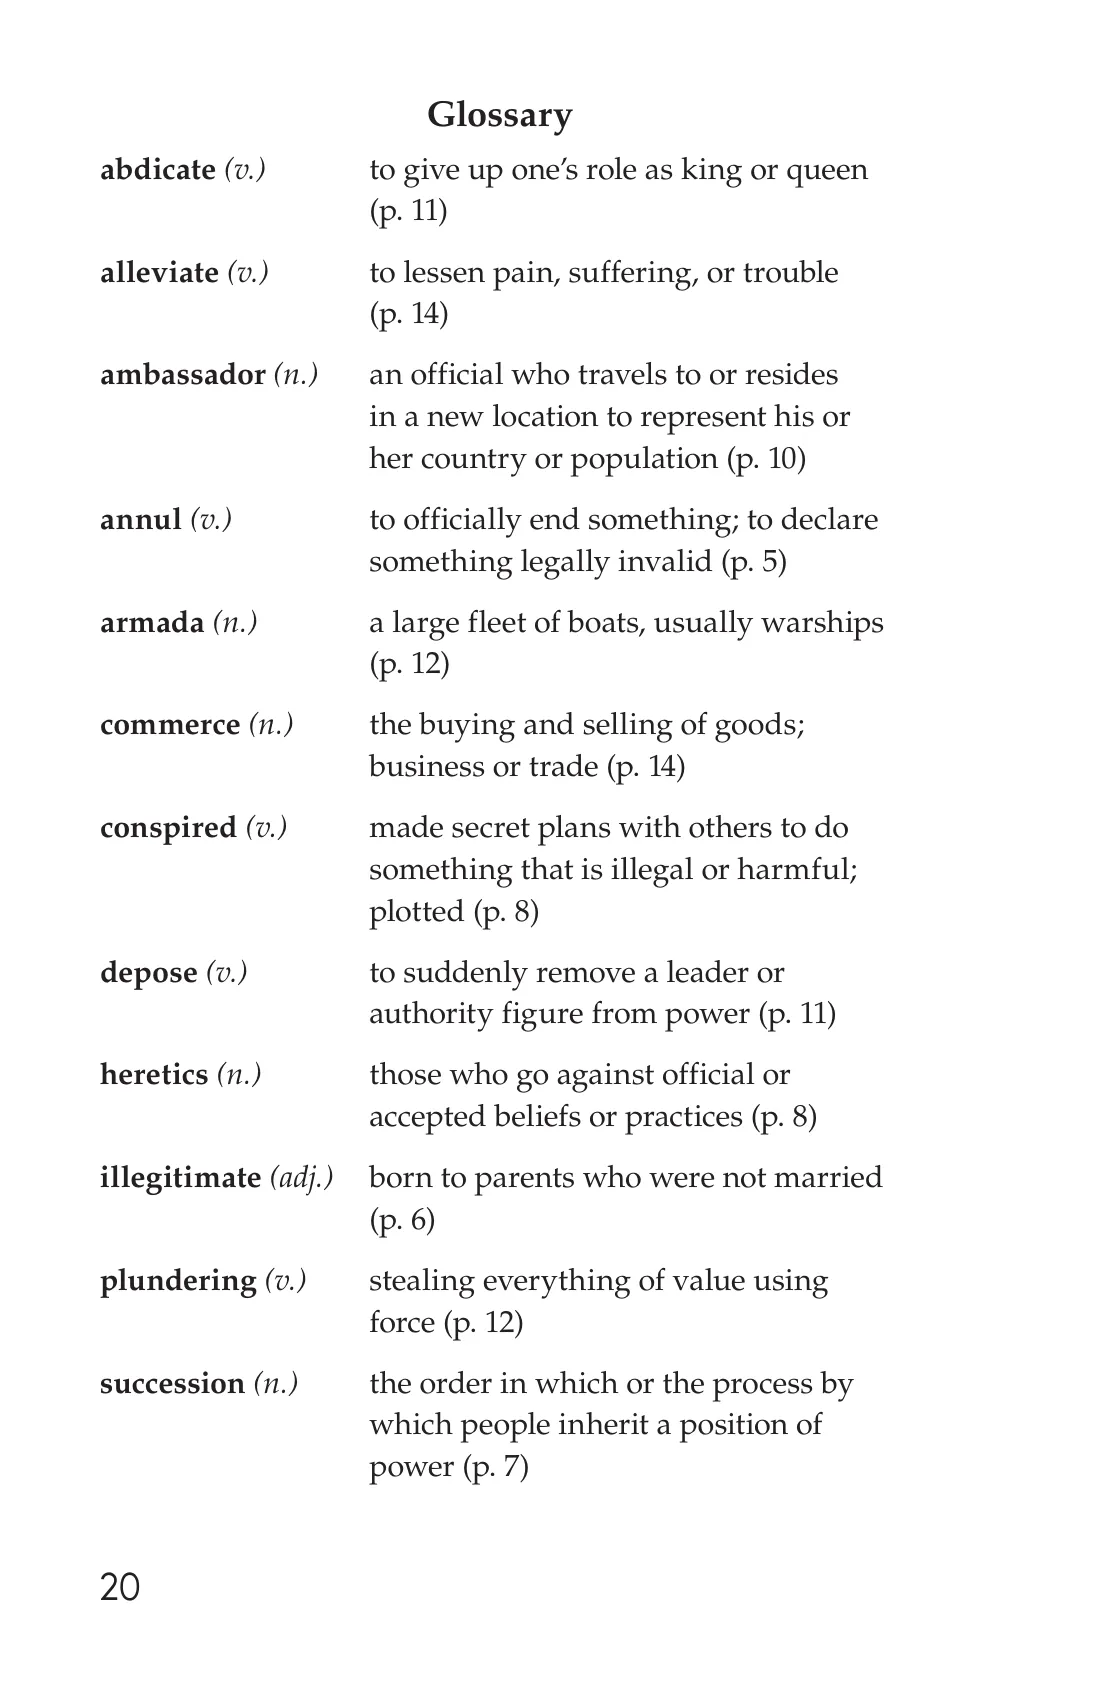 Glossary
abdicate (v.) to give up one’s role as king or queen
(p. 11)
alleviate (v.) to lessen pain, suffering, or trouble
(p. 14)
ambassador (n.) an official who travels to or resides
in a new location to represent his or
her country or population (p. 10)
annul (v.) to officially end something; to declare
something legally invalid (p. 5)
armada (n.) a large fleet of boats, usually warships
(p. 12)
commerce (n.) the buying and selling of goods;
business or trade (p. 14)
conspired (v.) made secret plans with others to do
something that is illegal or harmful;
plotted (p. 8)
depose (v.) to suddenly remove a leader or
authority figure from power (p. 11)
heretics (n.) those who go against official or
accepted beliefs or practices (p. 8)
illegitimate (adj.) born to parents who were not married
(p. 6)
plundering (v.) stealing everything of value using
force (p. 12)
succession (n.) the order in which or the process by
which people inherit a position of
power (p. 7)
20